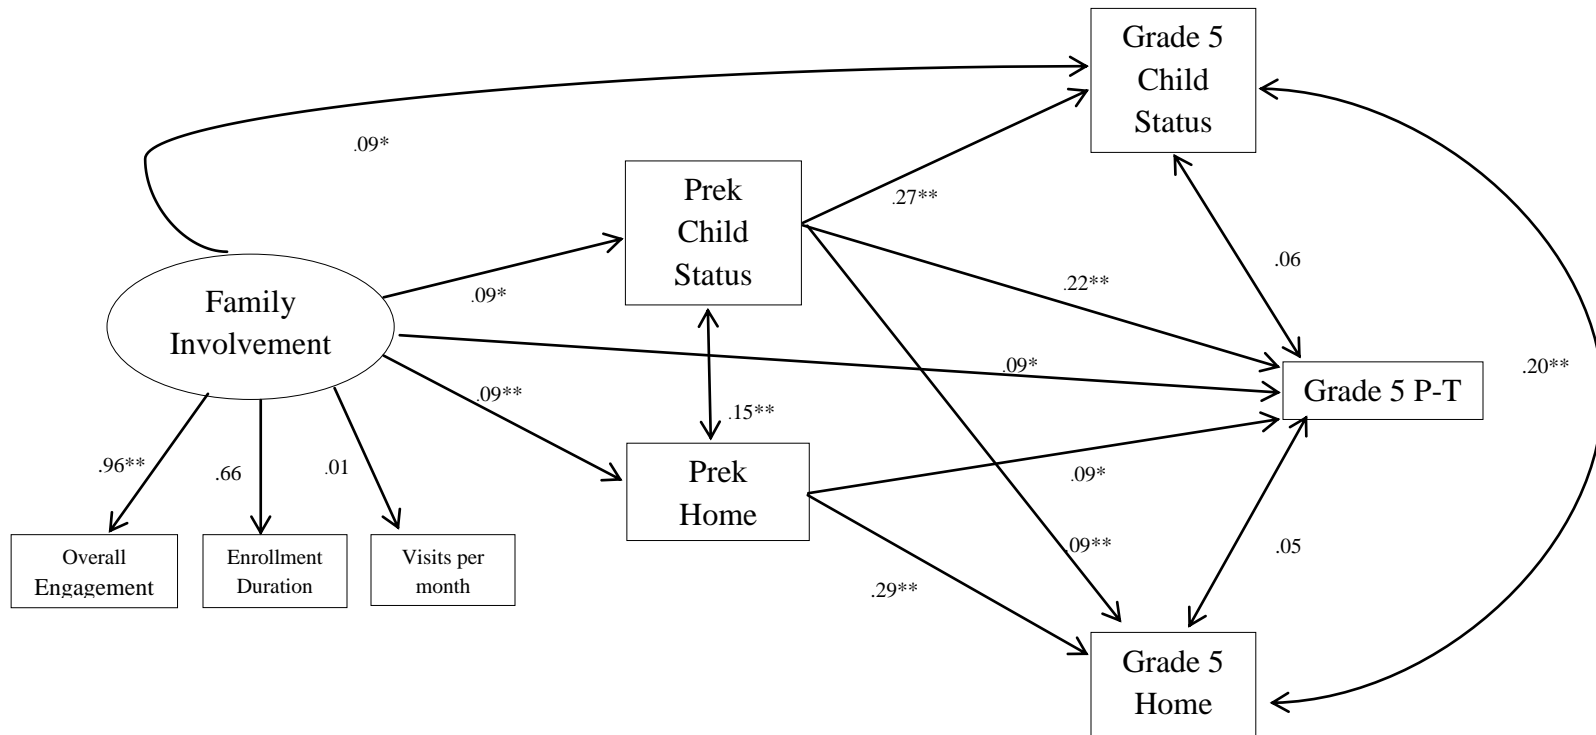 Grade 5
Child
Status
.09*
Prek
Child
Status
.27**
.06
.22**
.09*
Family
Involvement
.09*
.20**
Grade 5 P-T
.09**
.15**
.96**
.66
.01
Prek
Home
.09*
.09**
.05
.29**
Overall
Engagement
Enrollment
Duration
Visits per
month
Grade 5
Home